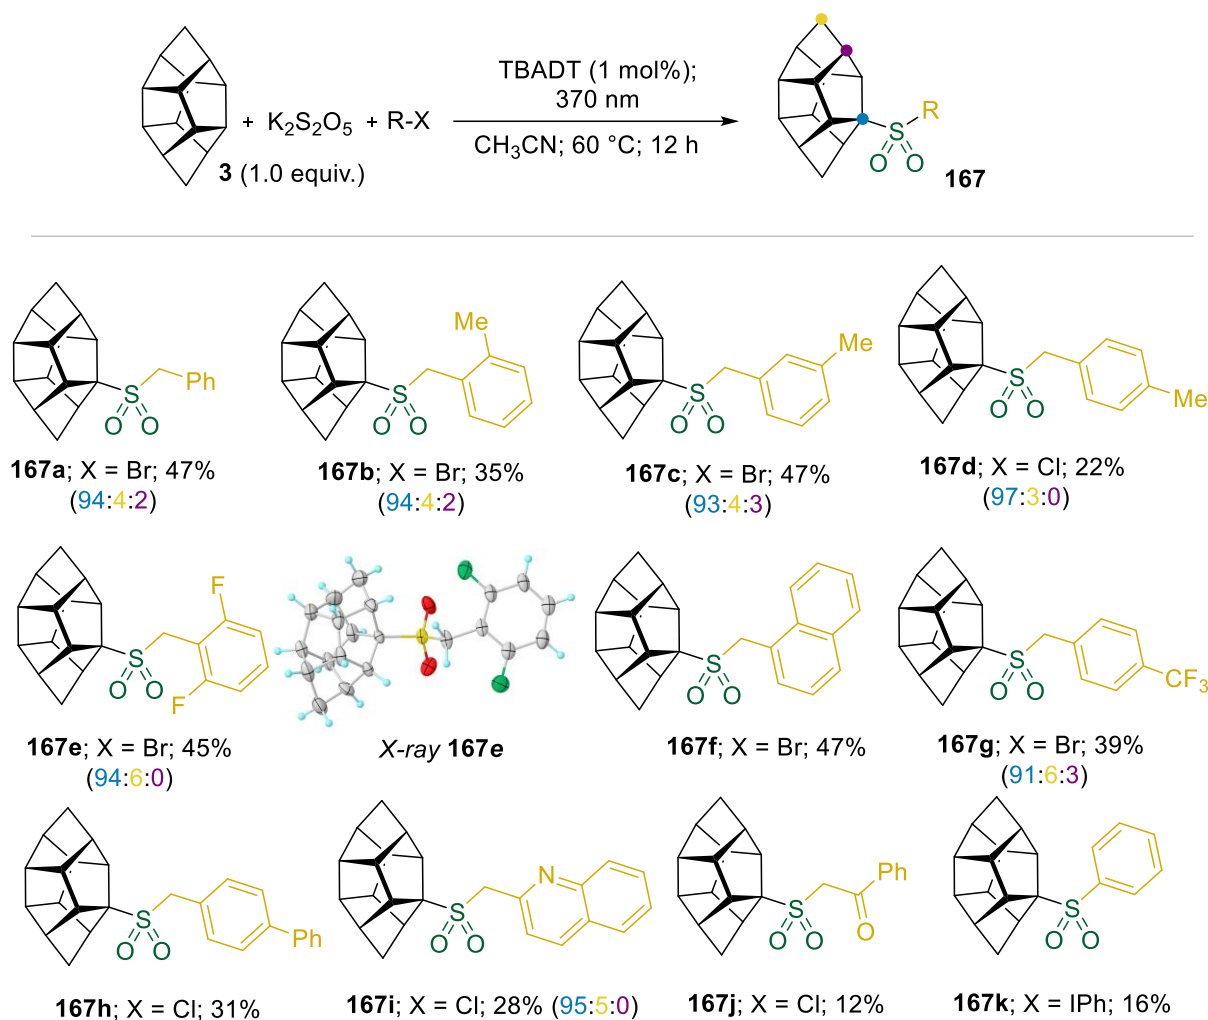 TBADT (1 mol%);
370 nm
+ K2S2O5 + R-X
CH3CN; 60 °C; 12 h
3 (1.0 equiv.)
R
S
O O
167
Me
Me
Me
S Ph
O O
S
O O
S
O O
S
O O
167a; X = Br; 47%
(94:4:2)
167b; X = Br; 35%
(94:4:2)
167c; X = Br; 47%
(93:4:3)
167d; X = Cl; 22%
(97:3:0)
F
S
O O
F
S
O O
S
O O
CF3
167e; X = Br; 45%
(94:6:0)
X-ray 167e
167f; X = Br; 47%
167g; X = Br; 39%
(91:6:3)
S
O O
Ph
N
S
O O
Ph
S
O O
O
S
O O
167h; X = Cl; 31%
167i; X = Cl; 28% (95:5:0)
167j; X = Cl; 12%
167k; X = IPh; 16%